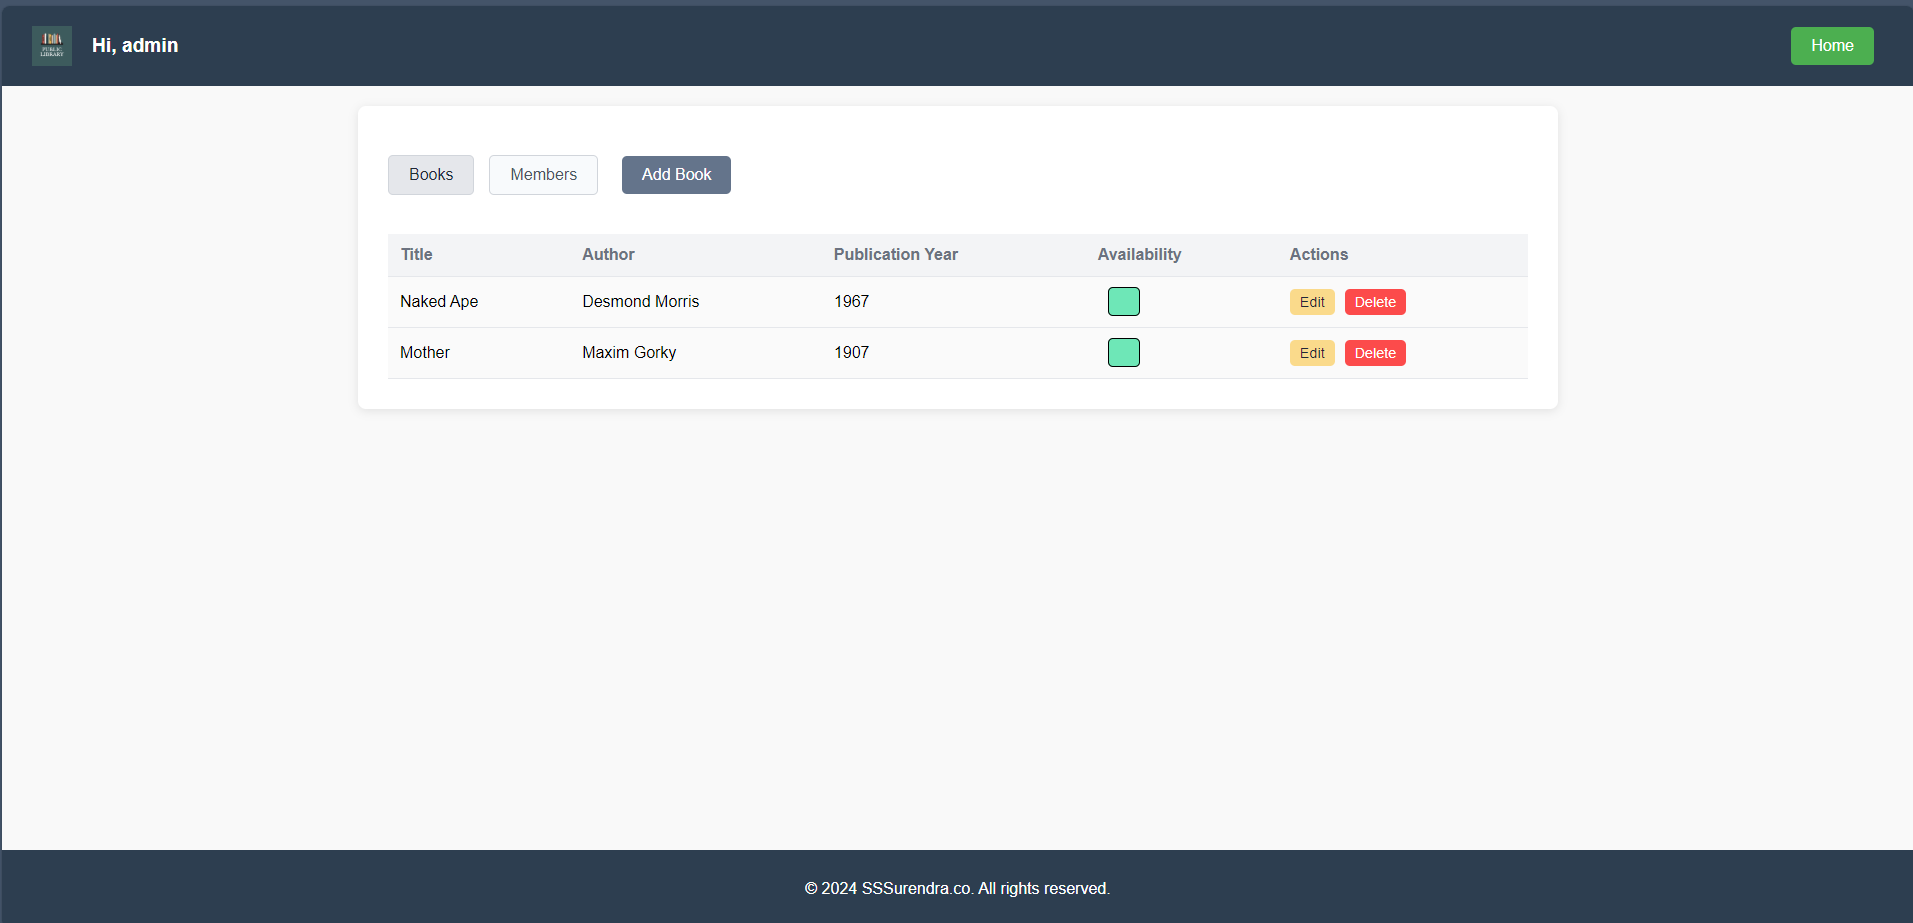 PUBLIC
LIBRARY
Hi, admin
Home
Books Members Add Book
Title Author Publication Year Availability Actions
Naked Ape Desmond Morris 1967 Edit Delete
Mother Maxim Gorky 1907 Edit Delete
© 2024 SSSurendra.co. All rights reserved.